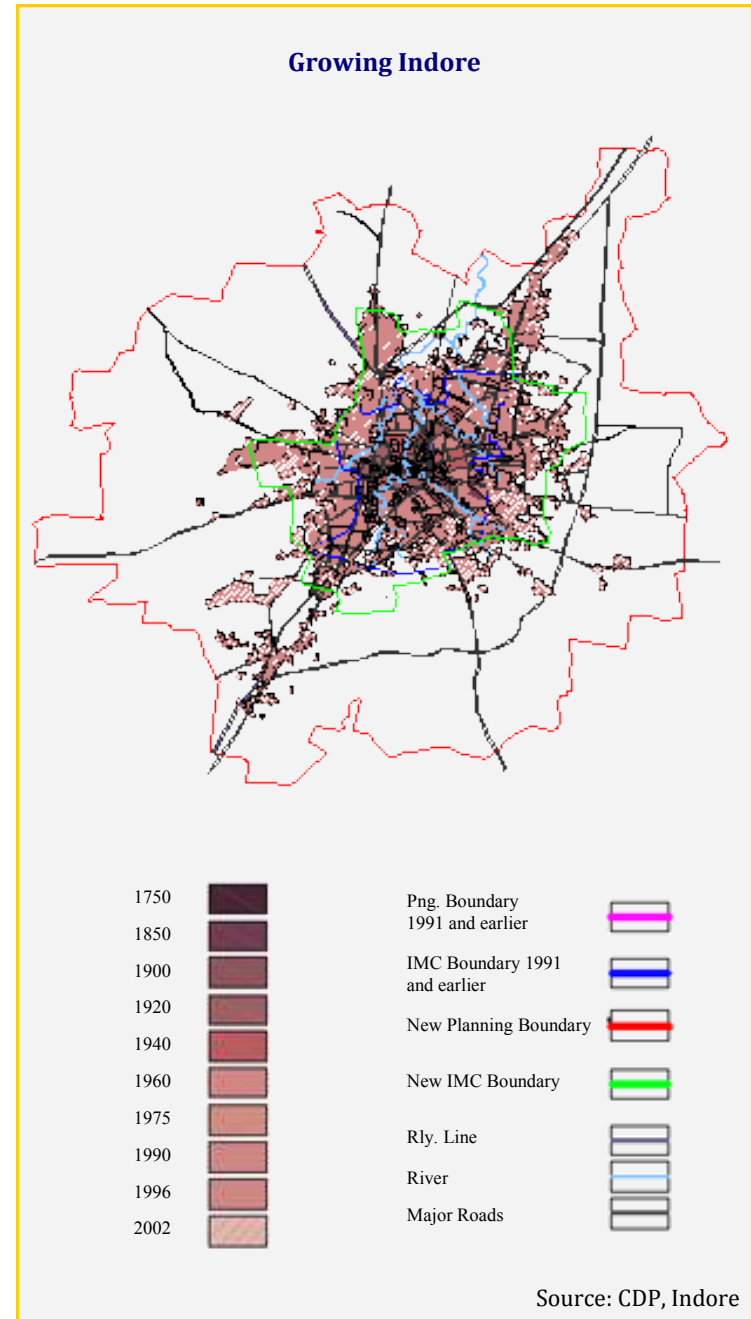 Growing Indore
1750
1850
1900
1920
1940
1960
1975
1990
1996
2002
Png. Boundary
1991 and earlier
IMC Boundary 1991
and earlier
New Planning Boundary
New IMC Boundary
Rly. Line
River
Major Roads
Source: CDP, Indore